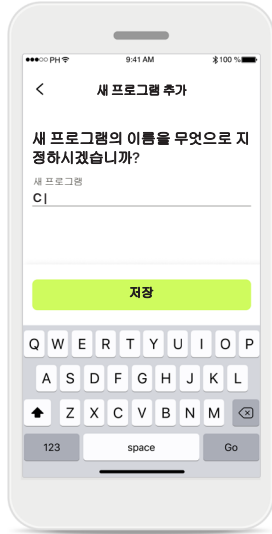 PH 9:41 AM 100 %
새 프로그램 추가
새 프로그램의 이름을 무엇으로 지
정하시겠습니까?
새 프로그램
C|
저장
Q W E R T Y U I O P
A S D F G H J K L
Z X C V B N M
123 space Go